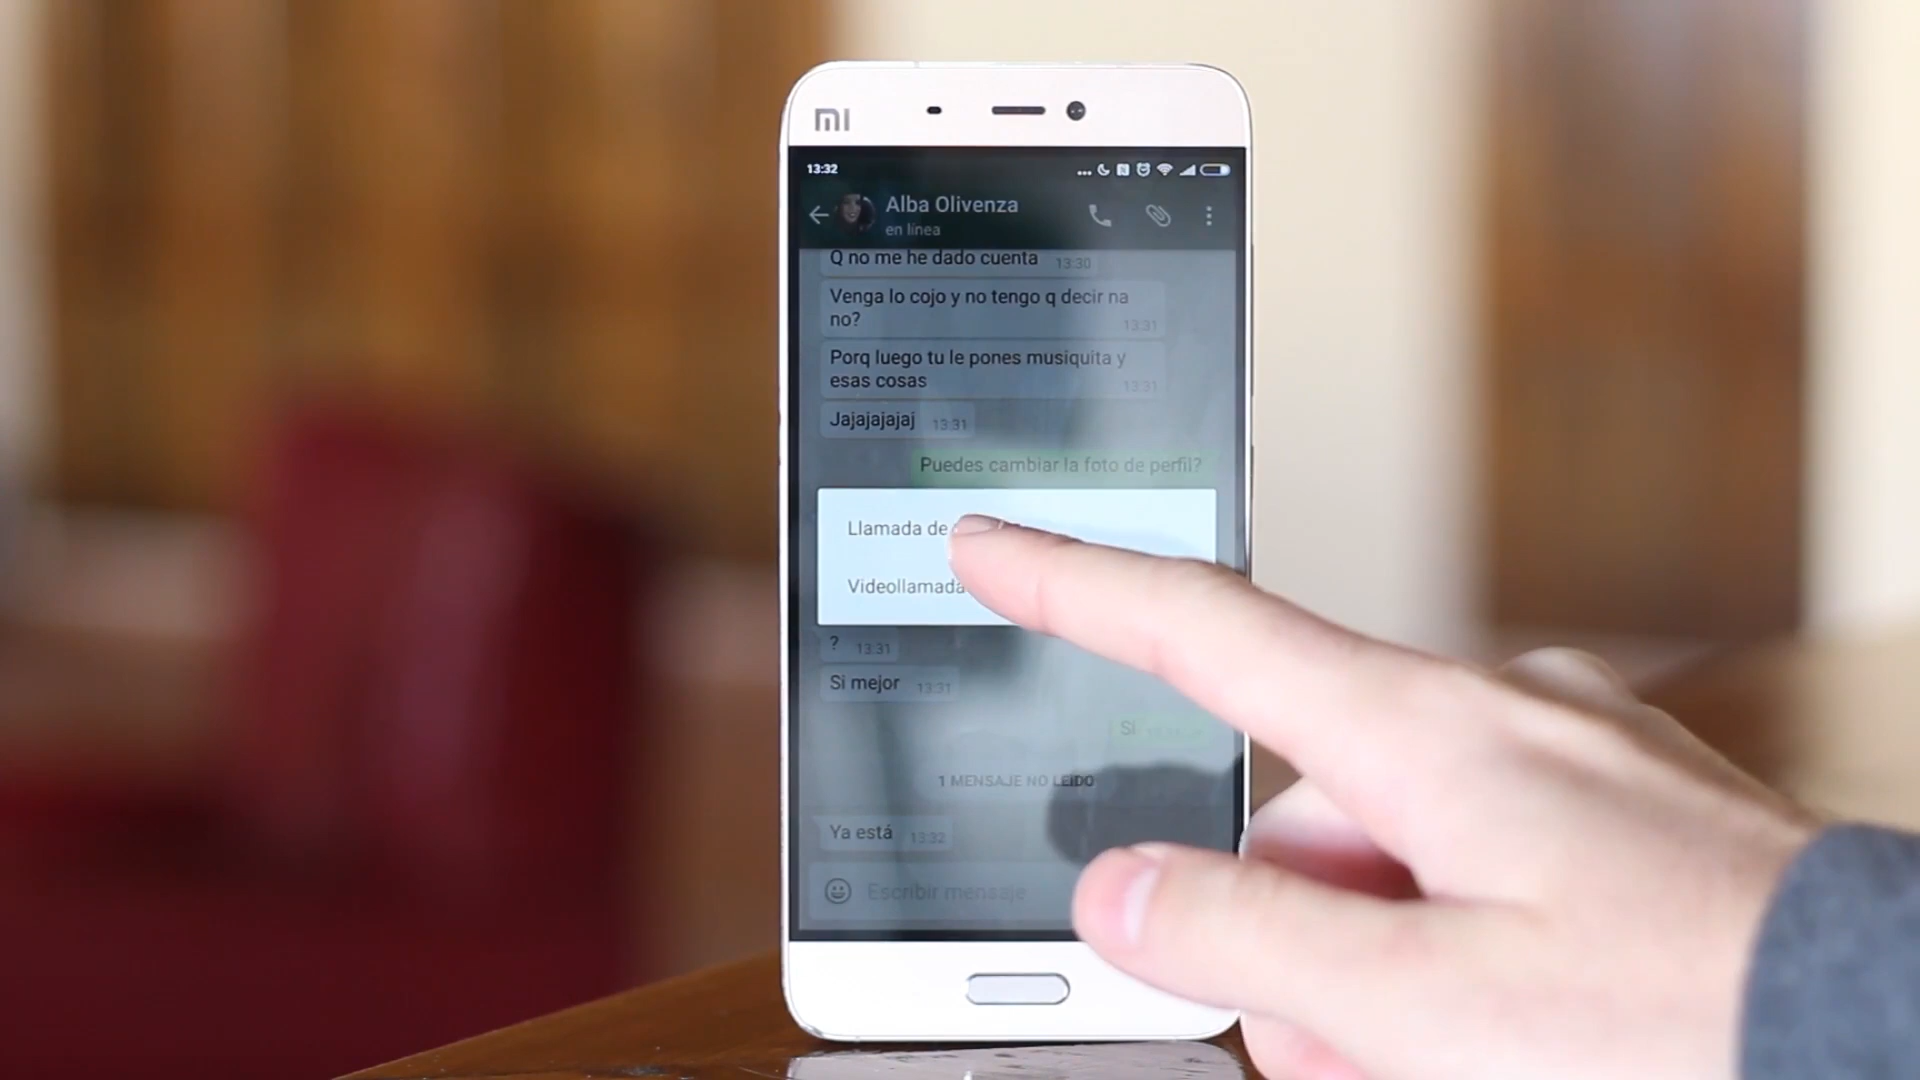 MI
13:32
Alba Olivenza
en línea
Q no me he dado cuenta 13:30
Venga lo cojo y no tengo q decir na
no? 13:31
Porq luego tu le pones musiquita y
esas cosas 13:31
Jajajajajaj 13:31
Puedes cambiar la foto de perfil?
Llamada de
Videollamada
? 13:31
Si mejor 13:31
Si
1 MENSAJE NO LEÍDO
Ya está 13:32
Escribir mensaje